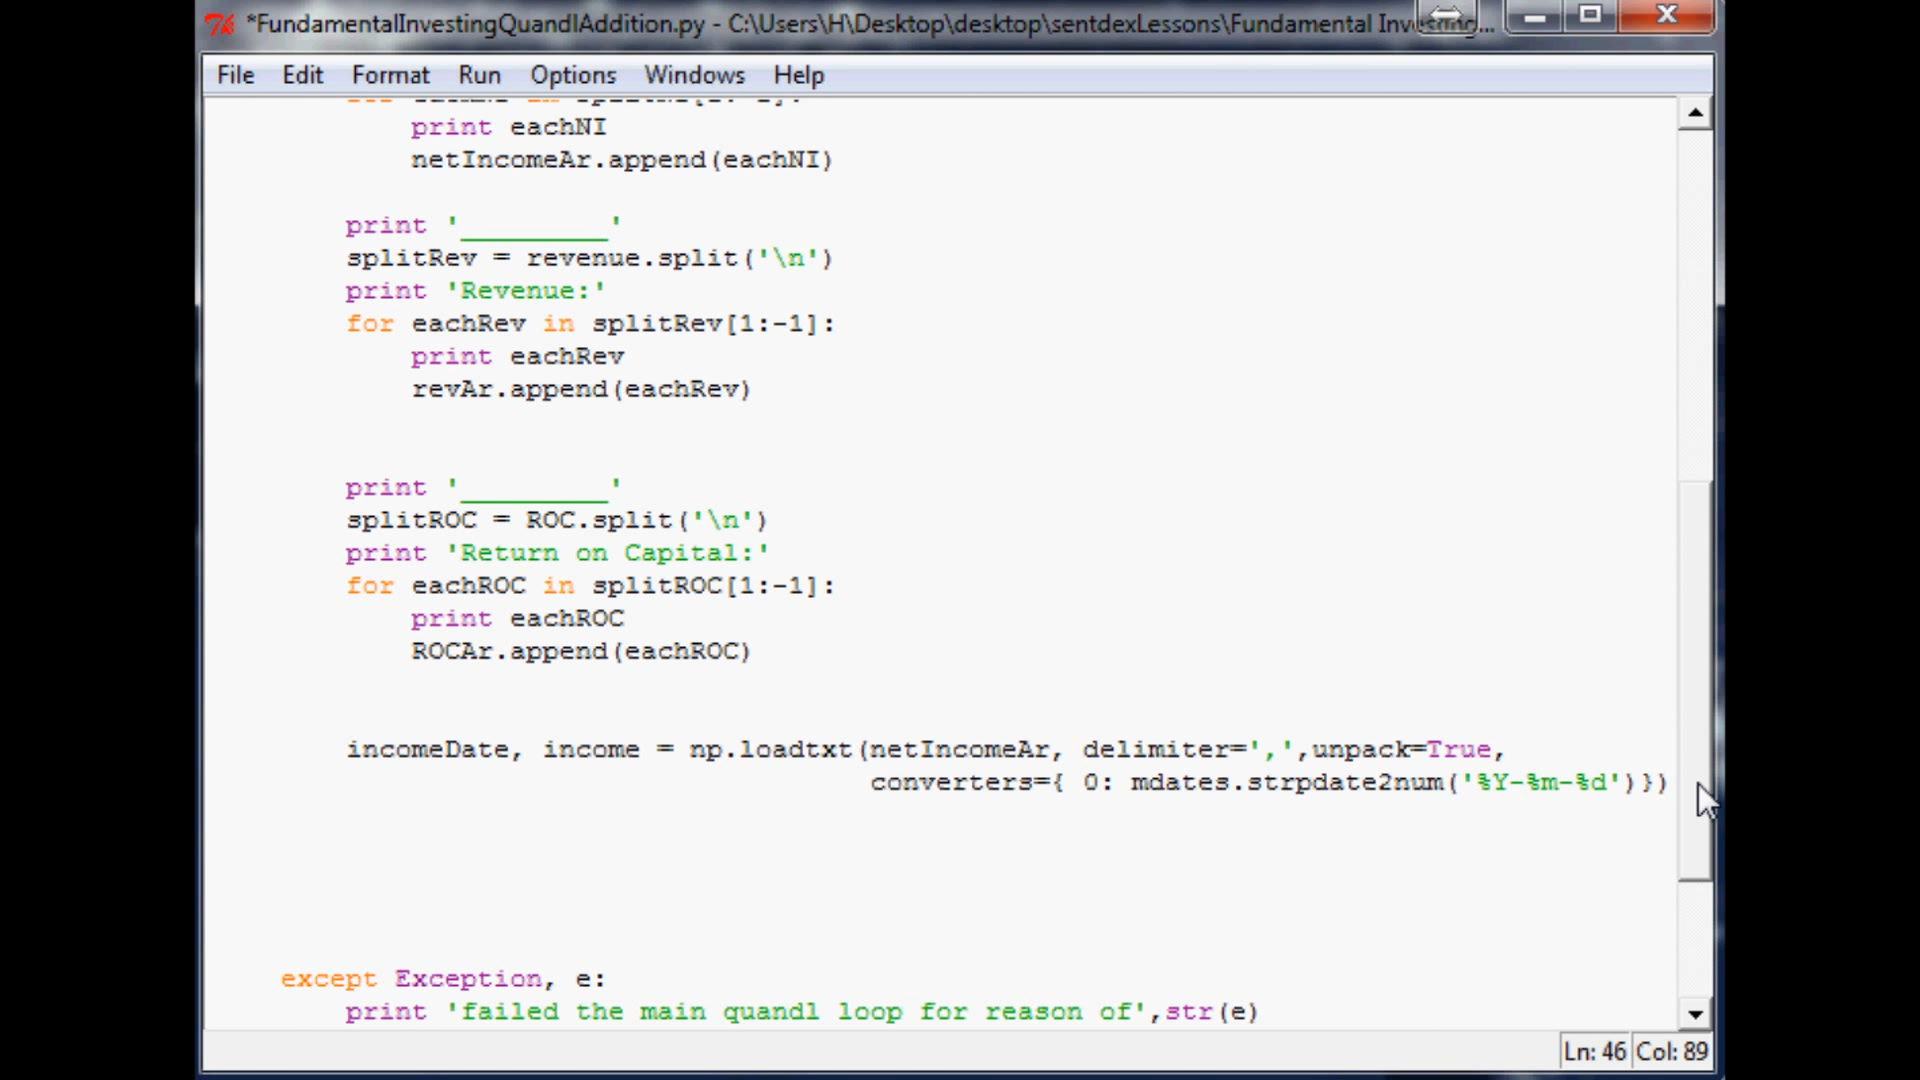 *FundamentalInvestingQuandlAddition.py - C:\Users\H\Desktop\desktop\sentdexLessons\Fundamental Investing...
File Edit Format Run Options Windows Help
print eachNI
netIncomeAr.append(eachNI)
print '_________'
splitRev = revenue.split('\n')
print 'Revenue:'
for eachRev in splitRev[1:-1]:
print eachRev
revAr.append(eachRev)
print '_________'
splitROC = ROC.split('\n')
print 'Return on Capital:'
for eachROC in splitROC[1:-1]:
print eachROC
ROCAr.append(eachROC)
incomeDate, income = np.loadtxt(netIncomeAr, delimiter=',',unpack=True,
converters={ 0: mdates.strpdate2num('%Y-%m-%d')})
except Exception, e:
print 'failed the main quandl loop for reason of',str(e)
Ln: 46 Col: 89